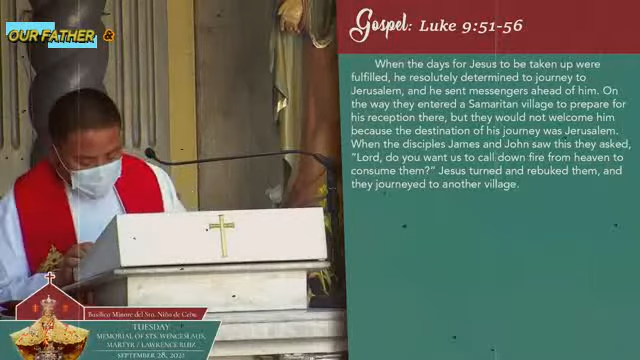 OUR FATHER &
Gospel: Luke 9:51-56
When the days for Jesus to be taken up were
fulfilled, he resolutely determined to journey to
Jerusalem, and he sent messengers ahead of him. On
the way they entered a Samaritan village to prepare for
his reception there, but they would not welcome him
because the destination of his journey was Jerusalem.
When the disciples James and John saw this they asked,
"Lord, do you want us to call down fire from heaven to
consume them?" Jesus turned and rebuked them, and
they journeyed to another village.
Basilica Minore del Sto. Niño de Cebu
TUESDAY
MEMORIAL OF STS. WENCESLAUS,
MARTYR / LAWRENCE RUIZ
SEPTEMBER 28, 2021